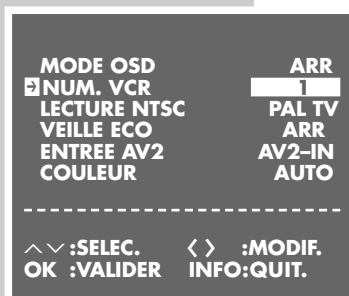 MODE OSD ARR
NUM. VCR 1
LECTURE NTSC PAL TV
VEILLE ECO ARR
ENTREE AV2 AV2–IN
COULEUR AUTO
:SELEC. :MODIF.
OK :VALIDER INFO:QUIT.